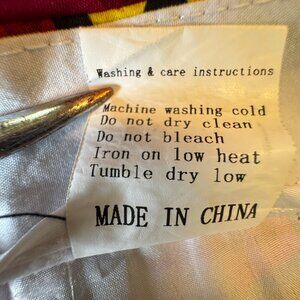 Washing & care instructions
Machine washing cold
Do not dry clean
Do not bleach
Iron on low heat
Tumble dry low
MADE IN CHINA